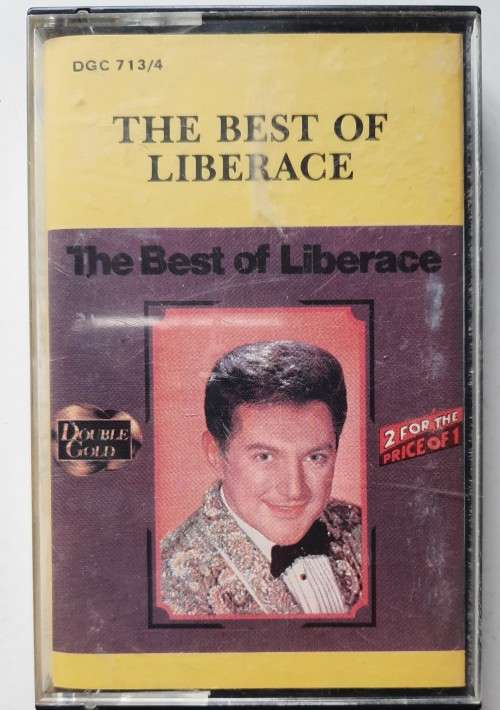 DGC 713/4
THE BEST OF
LIBERACE
The Best of Liberace
DOUBLE
GOLD
2 FOR THE
PRICE OF 1